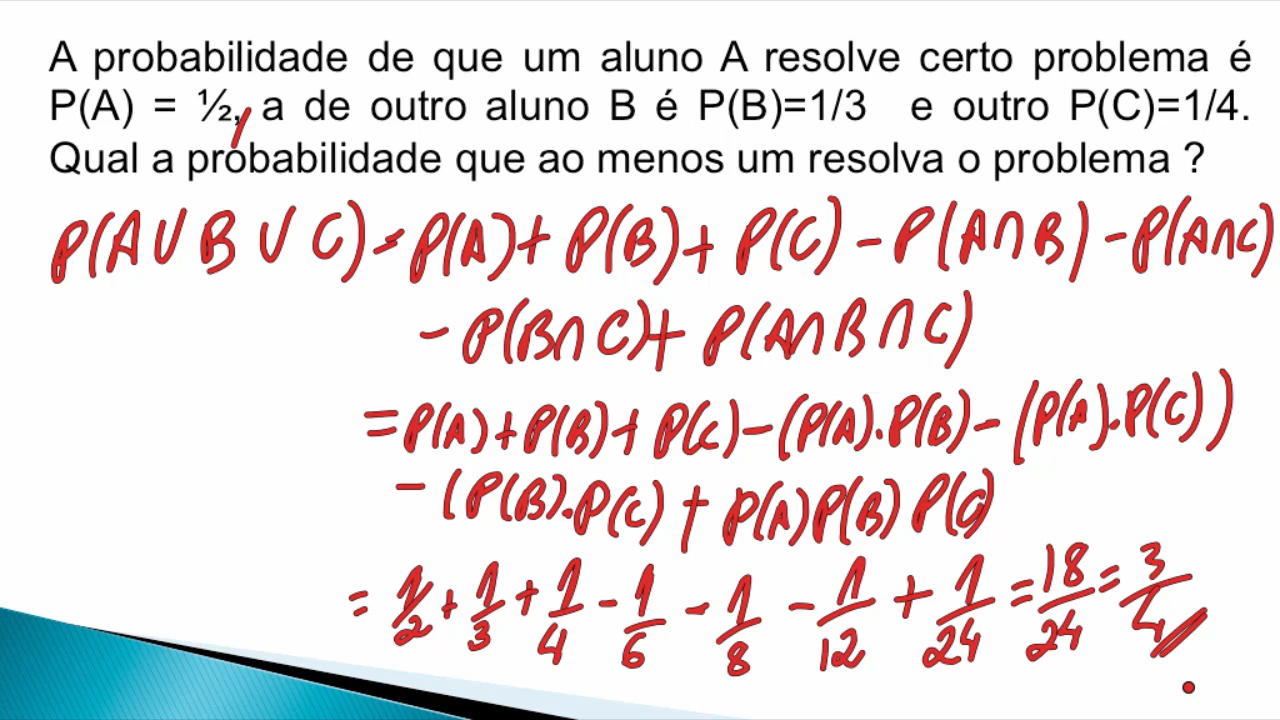 A probabilidade de que um aluno A resolve certo problema é
P(A) = ½, a de outro aluno B é P(B)=1/3 e outro P(C)=1/4.
Qual a probabilidade que ao menos um resolva o problema ?
P(A∪B∪C)=P(A)+P(B)+P(C)-P(A∩B)-P(A∩C)
-P(B∩C)+P(A∩B∩C)
=P(A)+P(B)+P(C)-(P(A).P(B)-(P(A).P(C))
-(P(B).P(C)+P(A)P(B)P(C)
=1/2+1/3+1/4-1/6-1/8-1/12+1/24=18/24=3/4